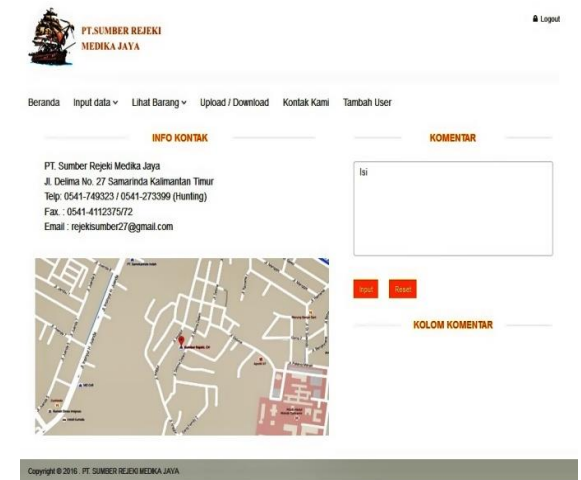 PT.SUMBER REJEKI
MEDIKA JAYA
Logout
Beranda Input data Lihat Barang Upload / Download Kontak Kami Tambah User
INFO KONTAK
PT. Sumber Rejeki Medika Jaya
Jl. Delima No. 27 Samarinda Kalimantan
Timur
Telp: 0541-749323 / 0541-273399 (Hunting)
Fax. : 0541-4112375/72
Email : rejekisumber27@gmail.com
KOMENTAR
Isi
Input Reset
KOLOM KOMENTAR
Copyright © 2016 . PT. SUMBER REJEKI MEDIKA JAYA